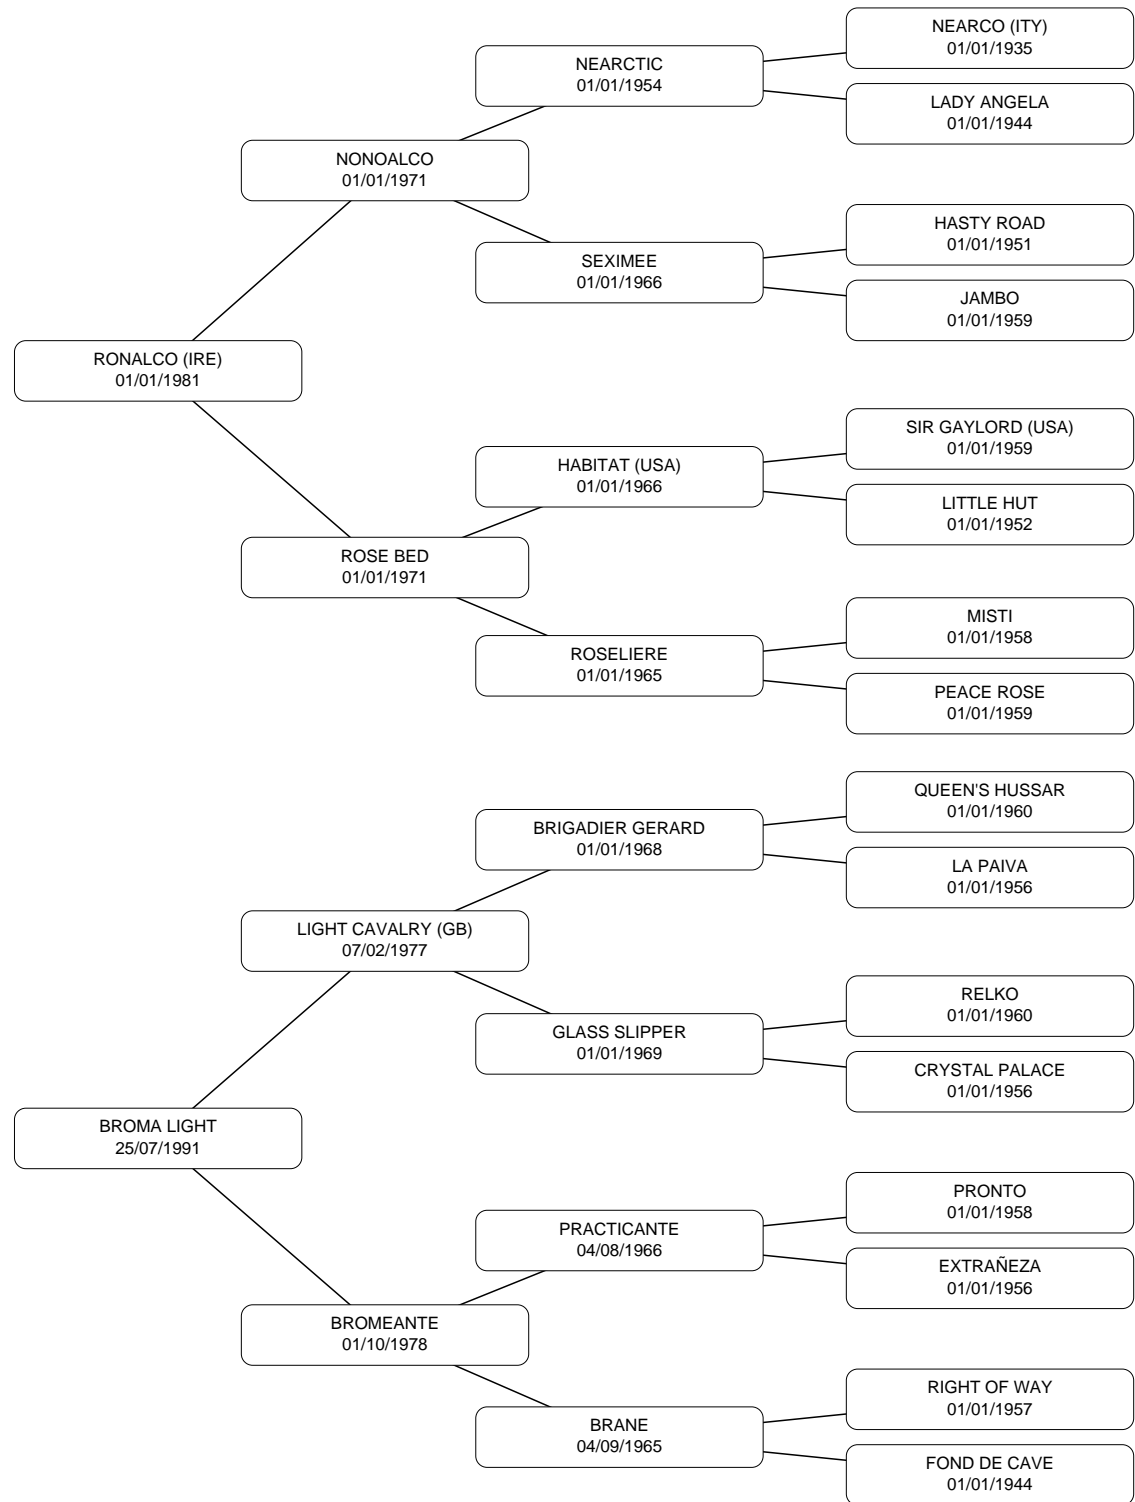 NEARCO (ITY)
01/01/1935
NEARCTIC
01/01/1954
LADY ANGELA
01/01/1944
NONOALCO
01/01/1971
HASTY ROAD
01/01/1951
SEXIMEE
01/01/1966
JAMBO
01/01/1959
RONALCO (IRE)
01/01/1981
SIR GAYLORD (USA)
01/01/1959
HABITAT (USA)
01/01/1966
LITTLE HUT
01/01/1952
ROSE BED
01/01/1971
MISTI
01/01/1958
ROSELIERE
01/01/1965
PEACE ROSE
01/01/1959
QUEEN'S HUSSAR
01/01/1960
BRIGADIER GERARD
01/01/1968
LA PAIVA
01/01/1956
LIGHT CAVALRY (GB)
07/02/1977
RELKO
01/01/1960
GLASS SLIPPER
01/01/1969
CRYSTAL PALACE
01/01/1956
BROMA LIGHT
25/07/1991
PRONTO
01/01/1958
PRACTICANTE
04/08/1966
EXTRAÑEZA
01/01/1956
BROMEANTE
01/10/1978
RIGHT OF WAY
01/01/1957
BRANE
04/09/1965
FOND DE CAVE
01/01/1944